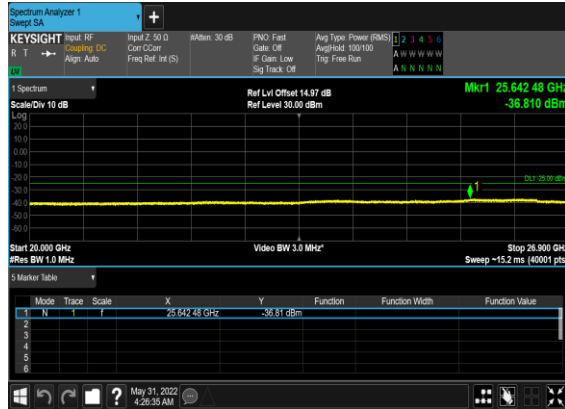 Spectrum Analyzer 1
Swept SA
+
KEYSIGHT Input: RF Input Z: 50 Ω #Atten: 30 dB PNO: Fast Avg Type: Power (RMS) 1 2 3 4 5 6
R T Coupling: DC Corr CCorr Gate: Off Avg|Hold: 100/100 A W W W W W
Align: Auto Freq Ref: Int (S) IF Gain: Low Trig: Free Run
Sig Track: Off A N N N N N
1 Spectrum Ref Lvl Offset 14.97 dB Mkr1 25.642 48 GHz
Scale/Div 10 dB Ref Level 30.00 dBm -36.810 dBm
Log
20.0
10.0
0.00
-10.0
-20.0
DL1 -25.00 dBm
1
-30.0
-40.0
-50.0
-60.0
Start 20.000 GHz Video BW 3.0 MHz* Stop 26.900 GHz
#Res BW 1.0 MHz Sweep ~15.2 ms (40001 pts)
5 Marker Table
Mode Trace Scale X Y Function Function Width Function Value
1 N 1 f 25.642 48 GHz -36.81 dBm
2
3
4
5
6
? May 31, 2022
4:26:35 AM